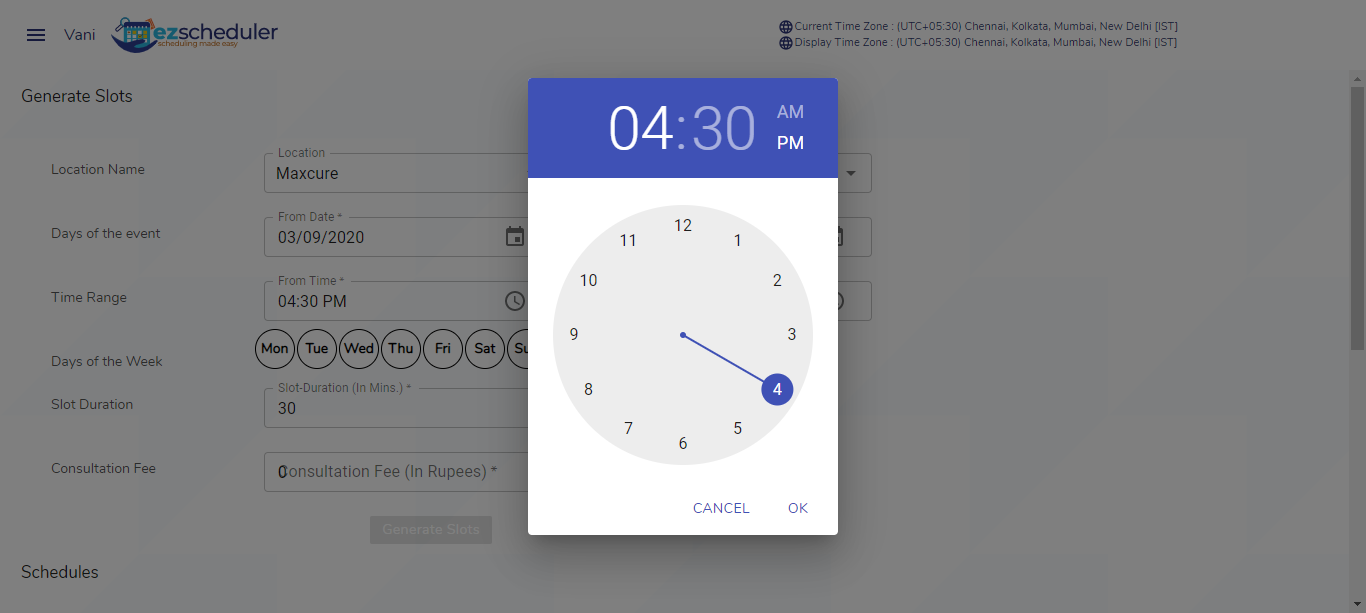 Vani
ezscheduler
scheduling made easy
Current Time Zone : (UTC+05:30) Chennai, Kolkata, Mumbai, New Delhi [IST]
Display Time Zone : (UTC+05:30) Chennai, Kolkata, Mumbai, New Delhi [IST]
Generate Slots
04:30
AM
PM
Location Name
Location
Maxcure
Days of the event
From Date *
03/09/2020
Time Range
From Time *
04:30 PM
Days of the Week
Mon Tue Wed Thu Fri Sat
Slot Duration
Slot-Duration (In Mins.) *
30
Consultation Fee
0
Consultation Fee (In Rupees) *
Generate Slots
12
11 1
10 2
9 3
8 4
7 5
6
CANCEL OK
Schedules